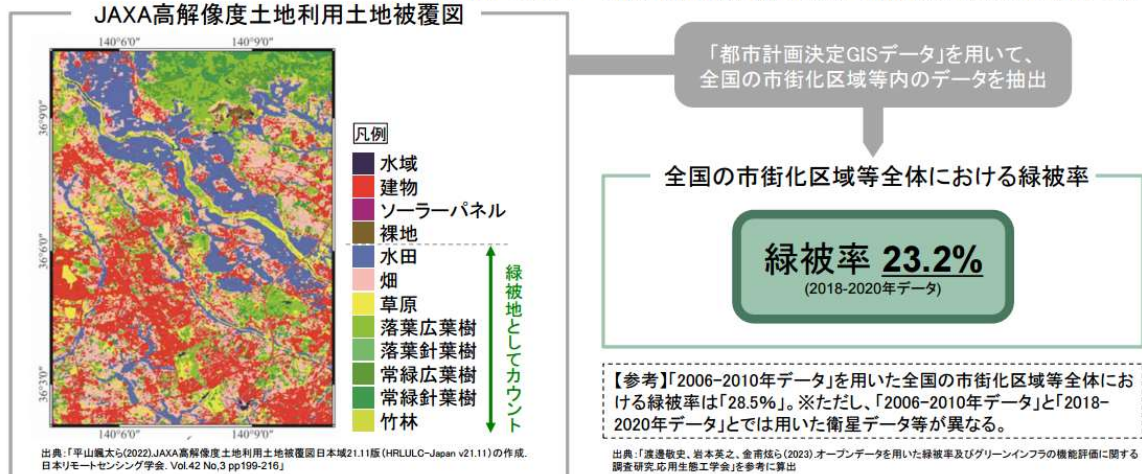 JAXA高解像度土地利用土地被覆図
140°6'0"
140°9'0"
36°9'0"
36°6'0"
36°3'0"
140°6'0"
140°9'0"
凡例
水域
建物
ソーラーパネル
裸地
水田
畑
草原
落葉広葉樹
落葉針葉樹
常緑広葉樹
常緑針葉樹
竹林
緑被地としてカウント
出典:「平山颯太ら(2022).JAXA高解像度土地利用土地被覆図日本域21.11版(HRLULC-Japan v21.11)の作成.
日本リモートセンシング学会. Vol.42 No,3 pp199-216」
「都市計画決定GISデータ」を用いて、
全国の市街化区域等内のデータを抽出
全国の市街化区域等全体における緑被率
緑被率 23.2%
(2018-2020年データ)
【参考】「2006-2010年データ」を用いた全国の市街化区域等全体にお
ける緑被率は「28.5%」。※ただし、「2006-2010年データ」と「2018-
2020年データ」とでは用いた衛星データ等が異なる。
出典:「渡邊敬史、岩本英之、金甫炫ら(2023).オープンデータを用いた緑被率及びグリーンインフラの機能評価に関する
調査研究.応用生態工学会」を参考に算出